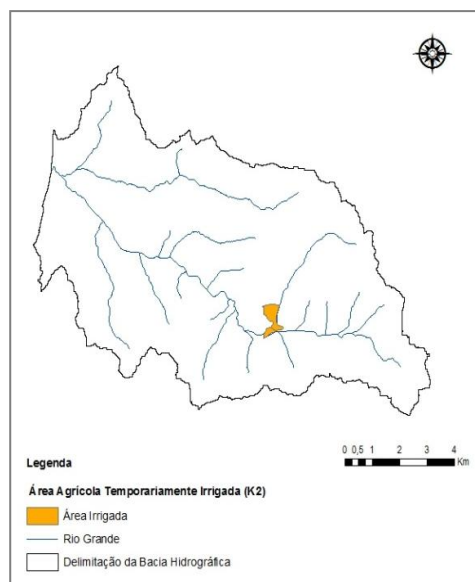 0 0,5 1 2 3 4
Km
Legenda
Área Agrícola Temporariamente Irrigada (K2)
Área Irrigada
Rio Grande
Delimitação da Bacia Hidrográfica